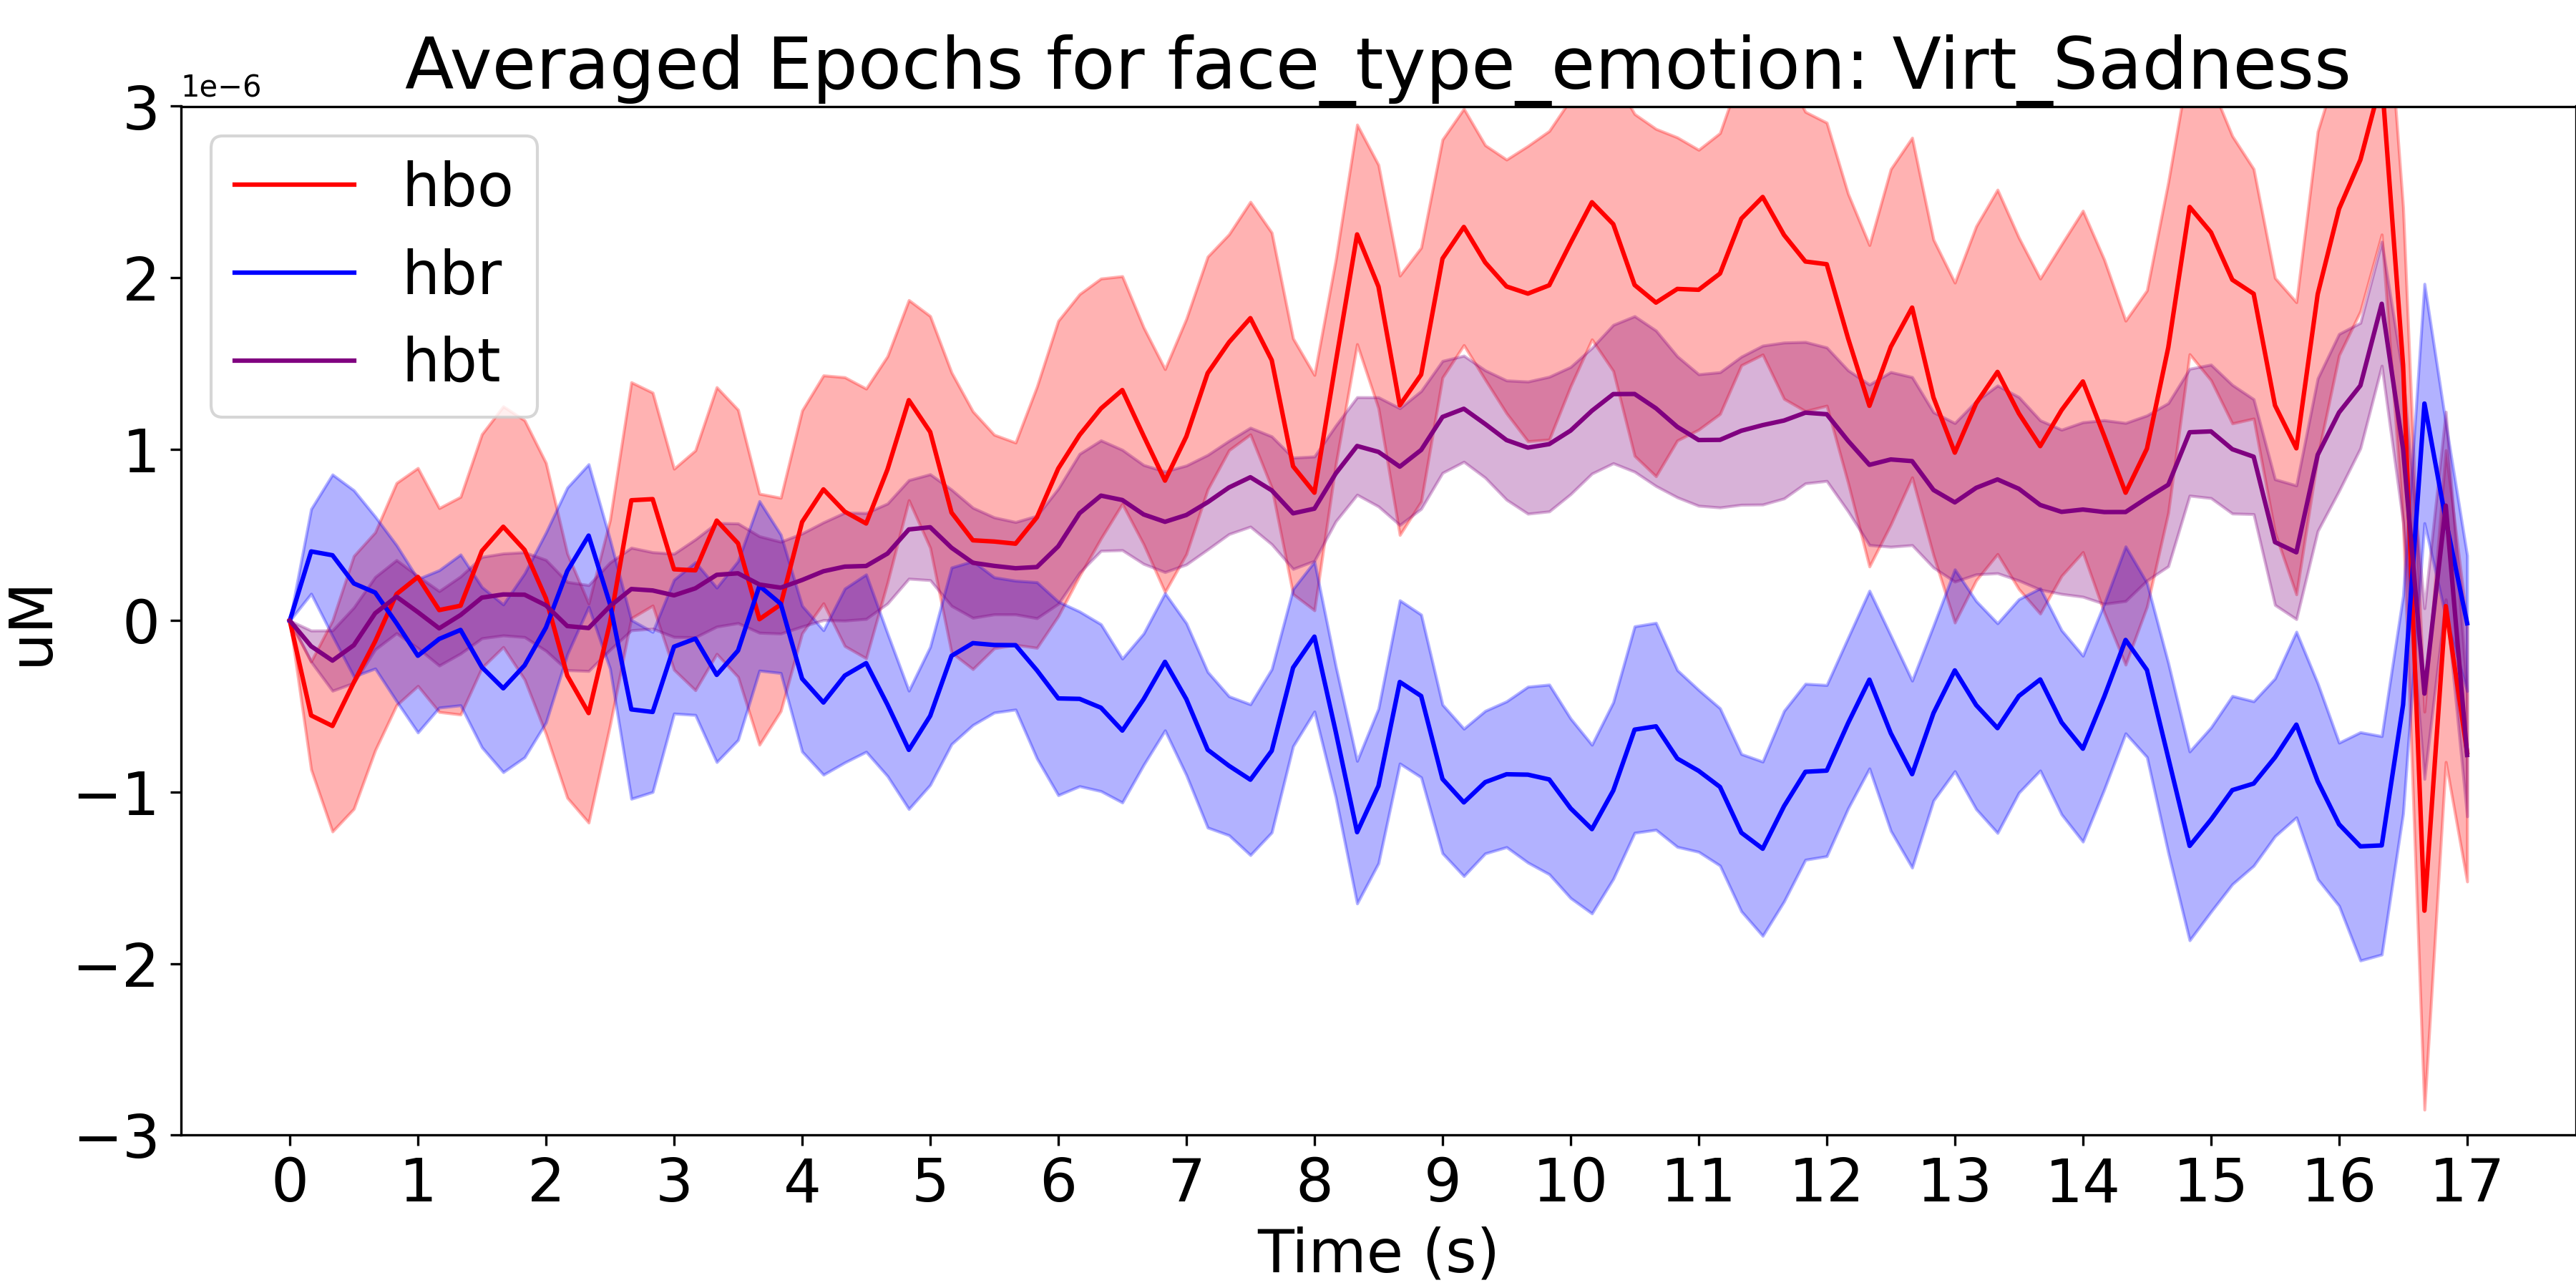 Averaged Epochs for face_type_emotion: Virt_Sadness
1e−6
hbo
hbr
hbt
3
2
1
0
−1
−2
−3
uM
0 1 2 3 4 5 6 7 8 9 10 11 12 13 14 15 16 17
Time (s)